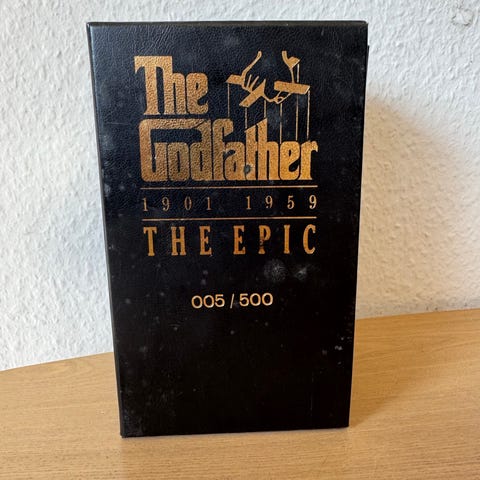 The
Godfather
1901 1959
THE EPIC
005 / 500